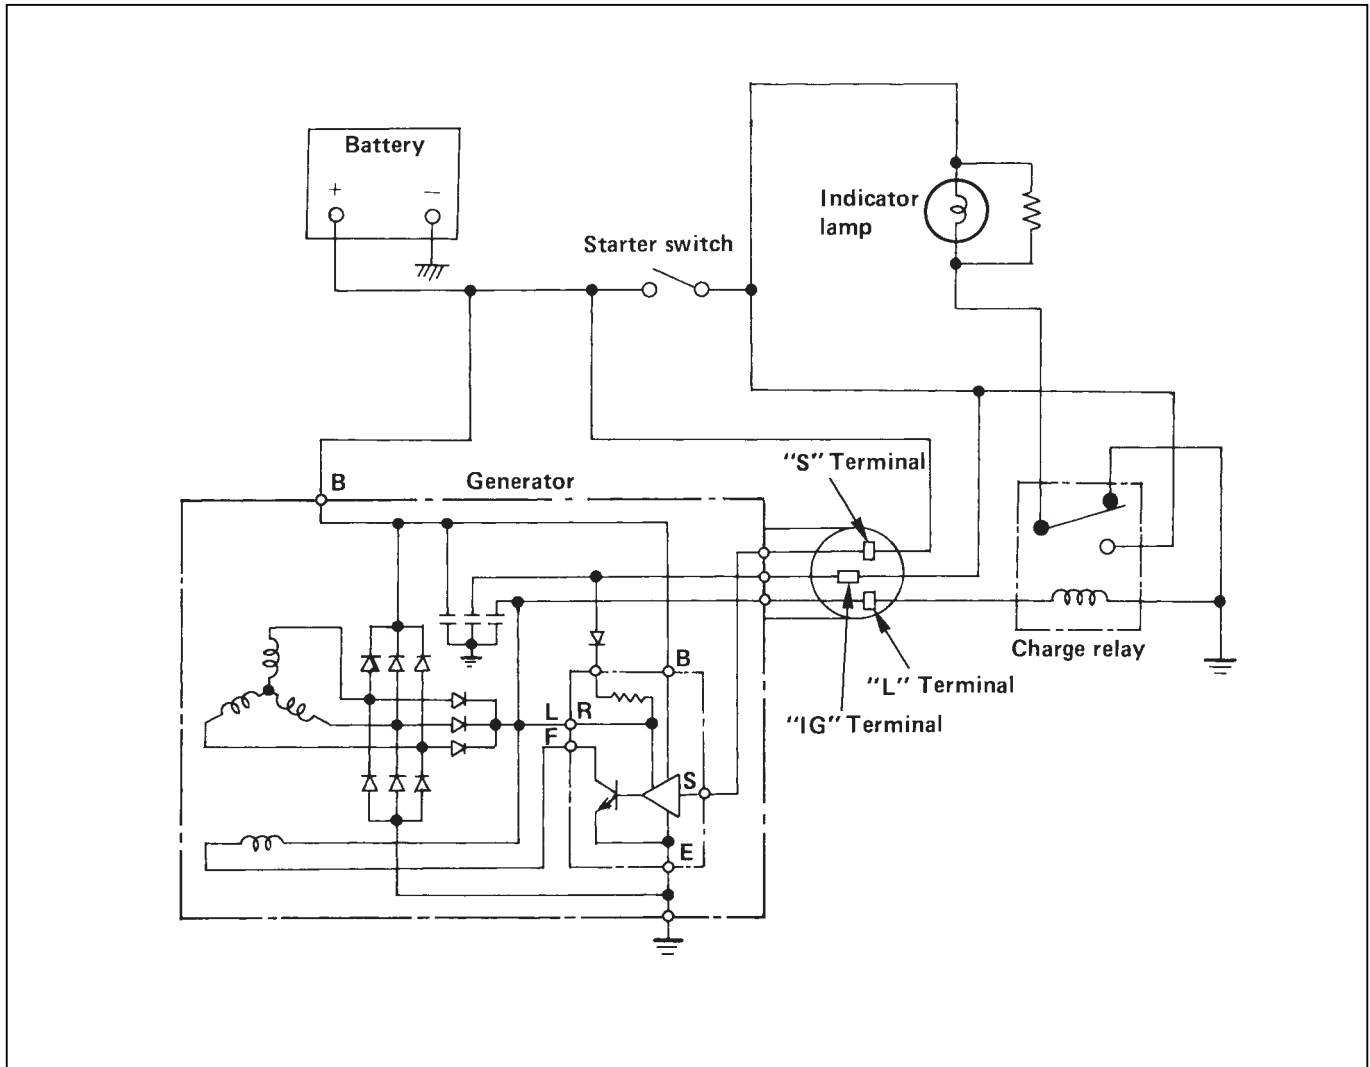 Battery
+ −
Indicator
lamp
Starter switch
"S" Terminal
B
Generator
Charge relay
B
"L" Terminal
L R
"IG" Terminal
F
S
E